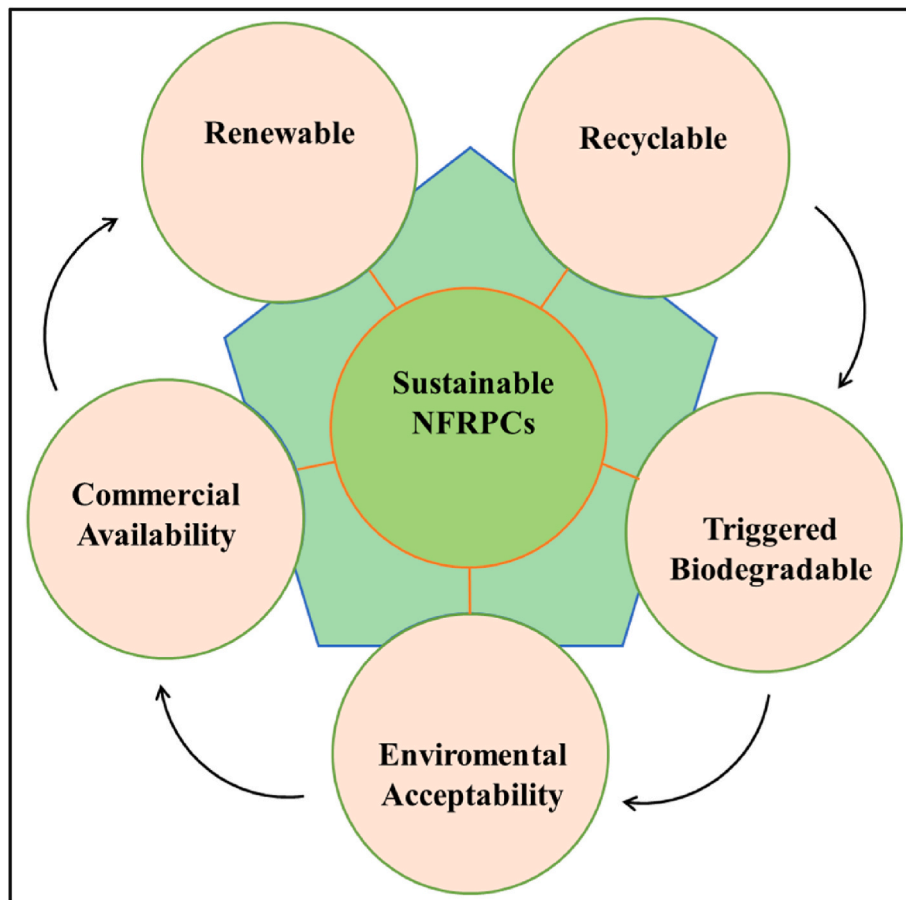 Renewable
Recyclable
Sustainable
NFRPCs
Commercial
Availability
Triggered
Biodegradable
Enviromental
Acceptability